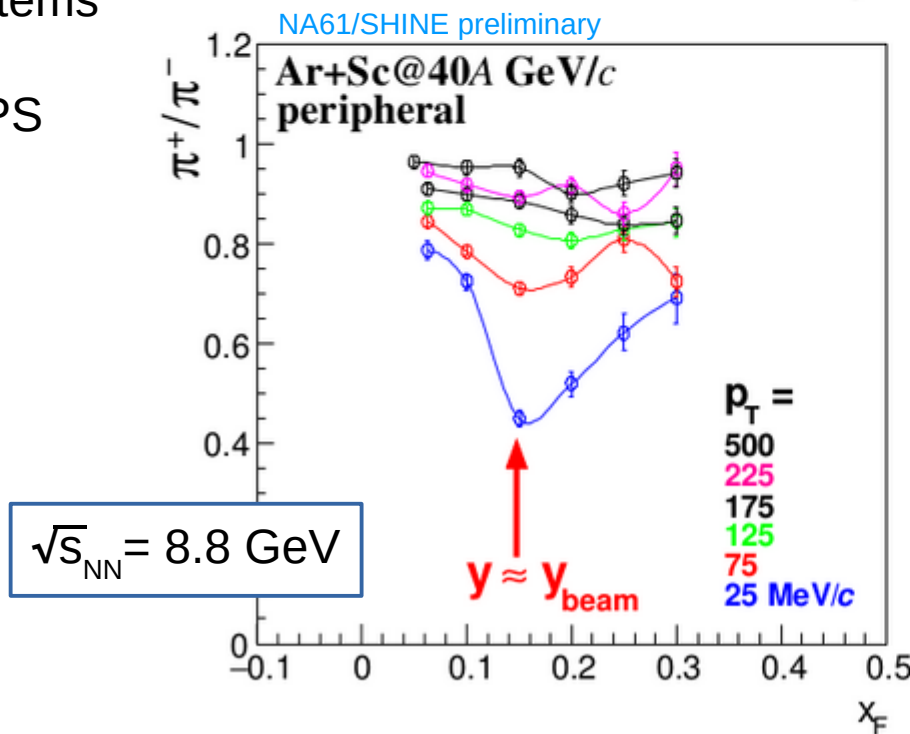 tems
PS
NA61/SHINE preliminary
Ar+Sc@40A GeV/c
peripheral
π⁺/π⁻
1.2
1
0.8
0.6
0.4
0
√s_NN = 8.8 GeV
y ≈ y_beam
p_T =
500
225
175
125
75
25 MeV/c
−0.1 0 0.1 0.2 0.3 0.4 0.5
x_F